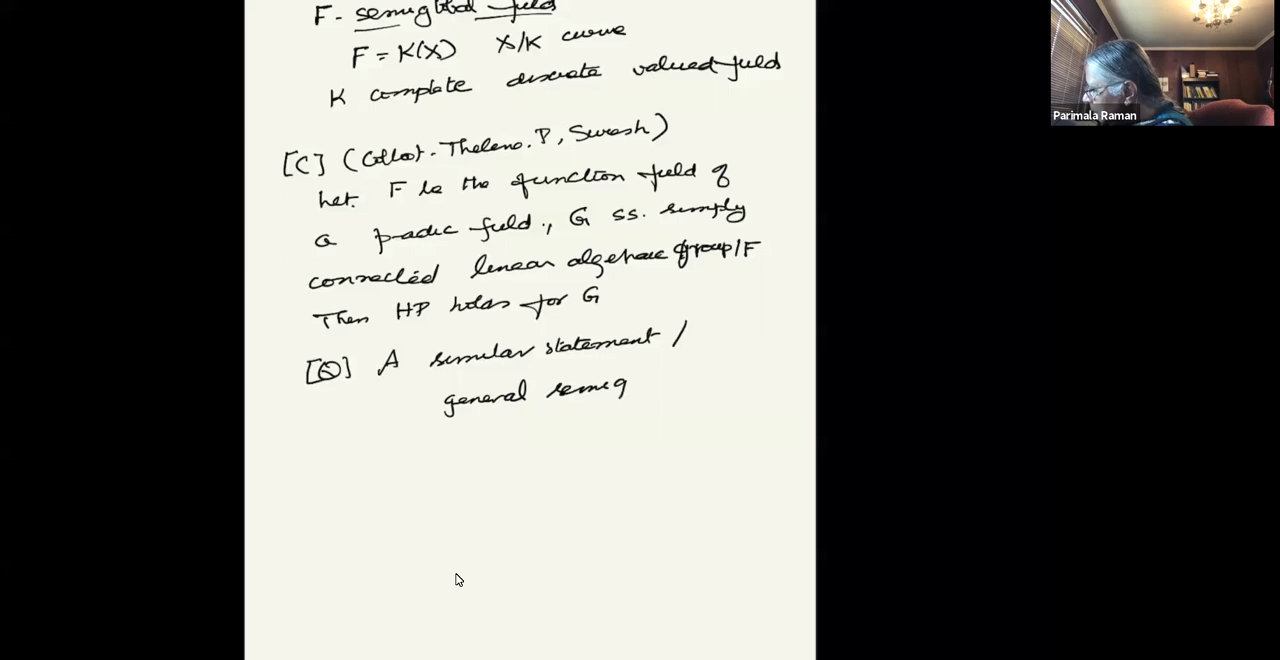 F - semiglobal field
F = K(X) X/K curve
K complete discrete valued field
[C] (Colliot-Thelene. P, Suresh)
Let. F be the function field of
a p-adic field., G ss. simply
connected linear algebraic group/F
Then HP holds for G
[Q] A similar statement /
general semig
Parimala Raman